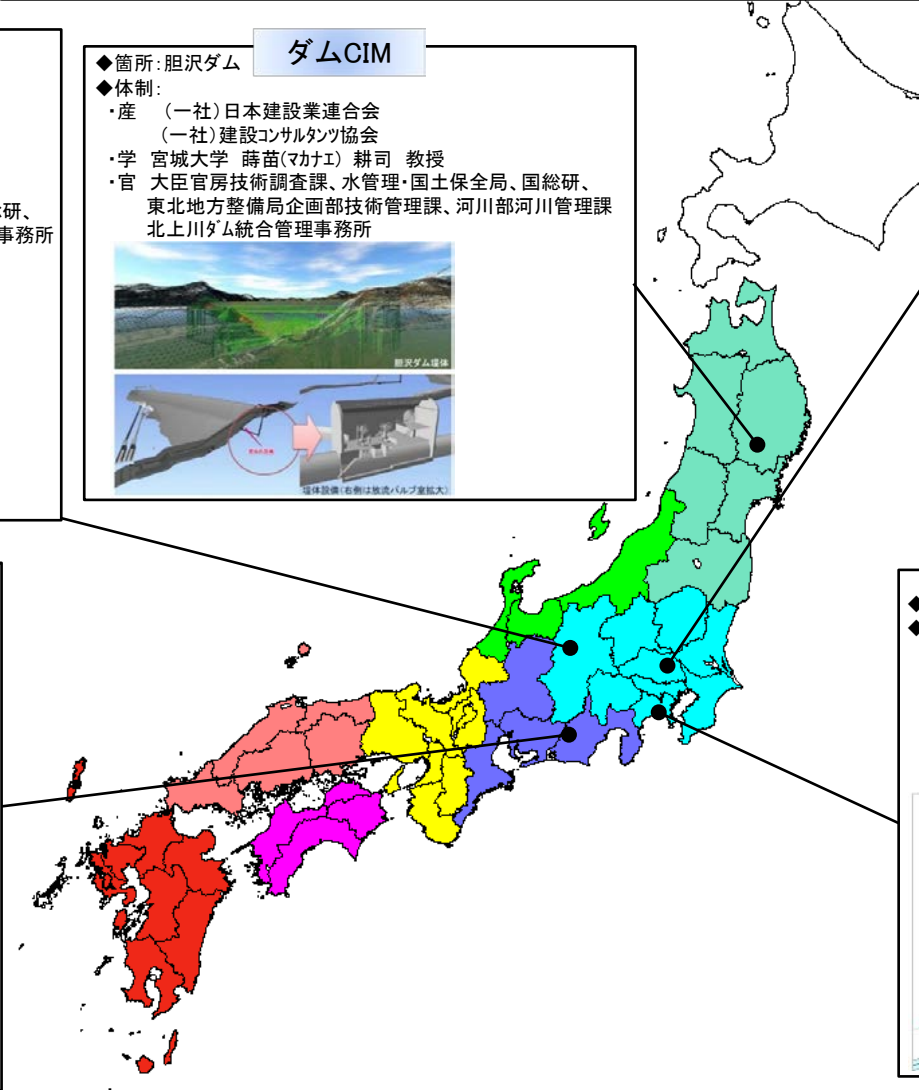 ダムCIM
◆箇所:胆沢ダム
◆体制:
・産 (一社)日本建設業連合会
(一社)建設コンサルタンツ協会
・学 宮城大学 蒔苗(マカナエ) 耕司 教授
・官 大臣官房技術調査課、水管理・国土保全局、国総研、
東北地方整備局企画部技術管理課、河川部河川管理課
北上川ダム統合管理事務所
胆沢ダム堤体
堤体設備(右側は放流バルブ室拡大)
研、
事務所
◆
◆